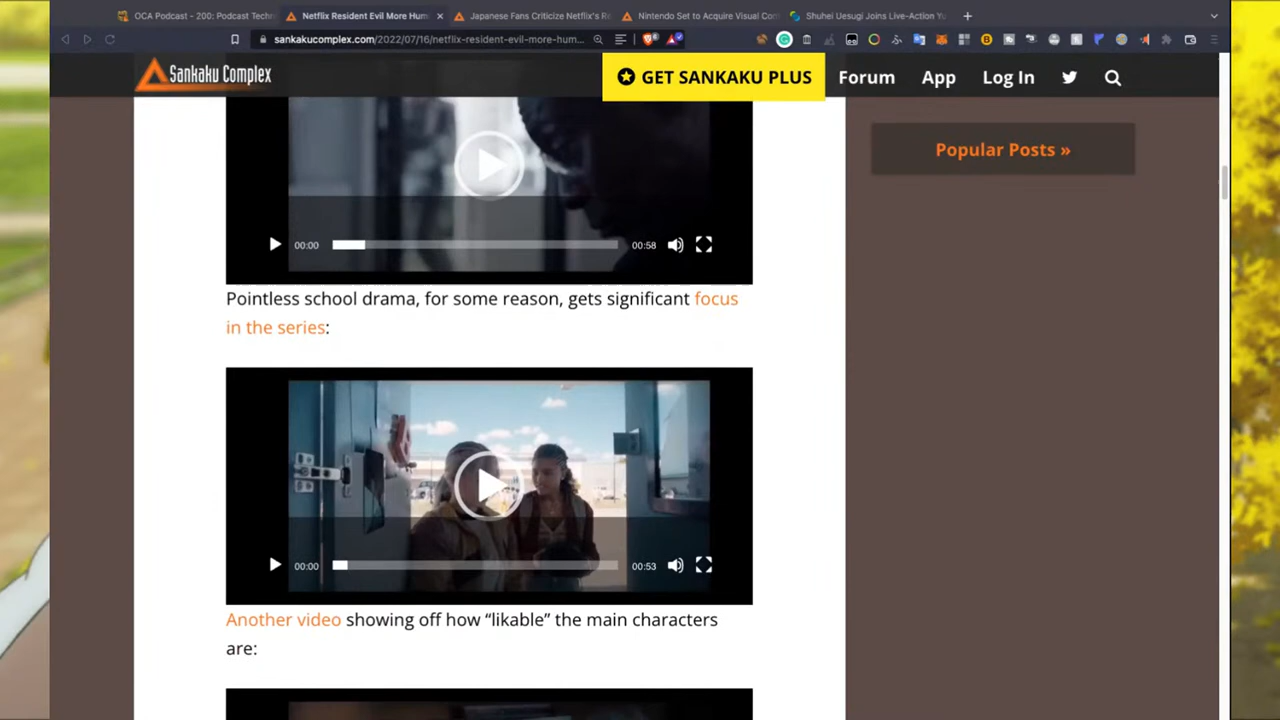 OCA Podcast - 200: Podcast Techn
Netflix Resident Evil More Hum
Japanese Fans Criticize Netflix's Re
Nintendo Set to Acquire Visual Con
Shuhei Uesugi Joins Live-Action Yu
sankakucomplex.com/2022/07/16/netflix-resident-evil-more-hum...
Sankaku Complex
GET SANKAKU PLUS
Forum
App
Log In
Popular Posts »
00:00
00:58
Pointless school drama, for some reason, gets significant focus
in the series:
00:00
00:53
Another video showing off how “likable” the main characters
are: